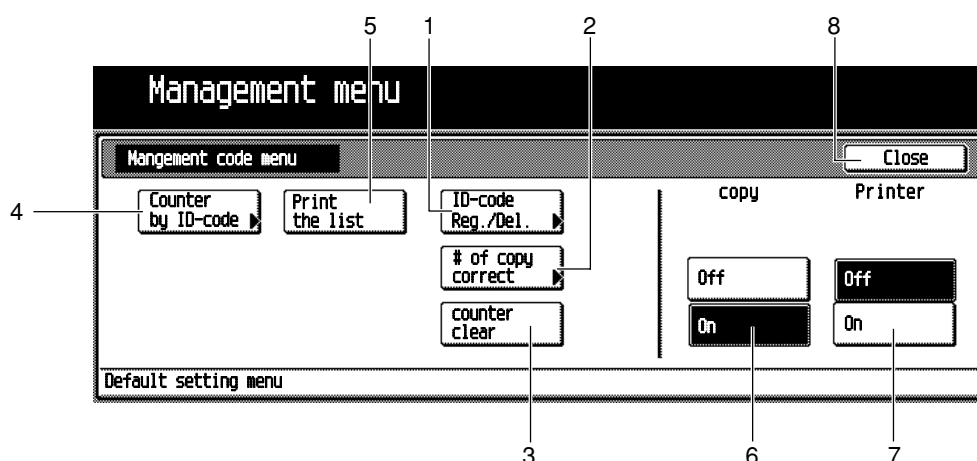 5 1 2 8
Management menu
Mangement code menu
Close
4
Counter
by ID-code
Print
the list
ID-code
Reg./Del.
# of copy
correct
counter
clear
copy
Printer
Off
On
Off
On
Default setting menu
3 6 7